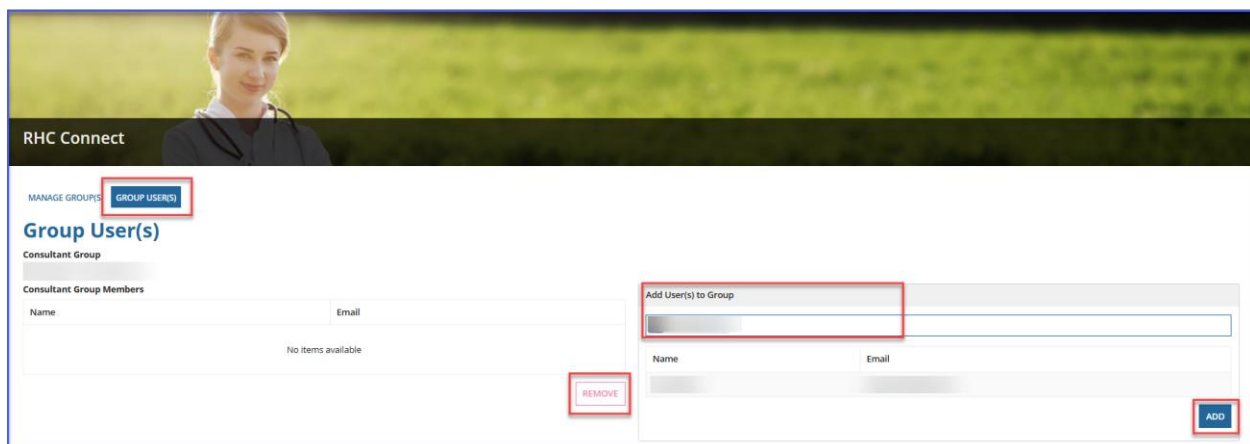 RHC Connect
MANAGE GROUP(S
GROUP USER(S)
Group User(s)
Consultant Group
Consultant Group Members
Name Email
No items available
REMOVE
Add User(s) to Group
Name Email
ADD